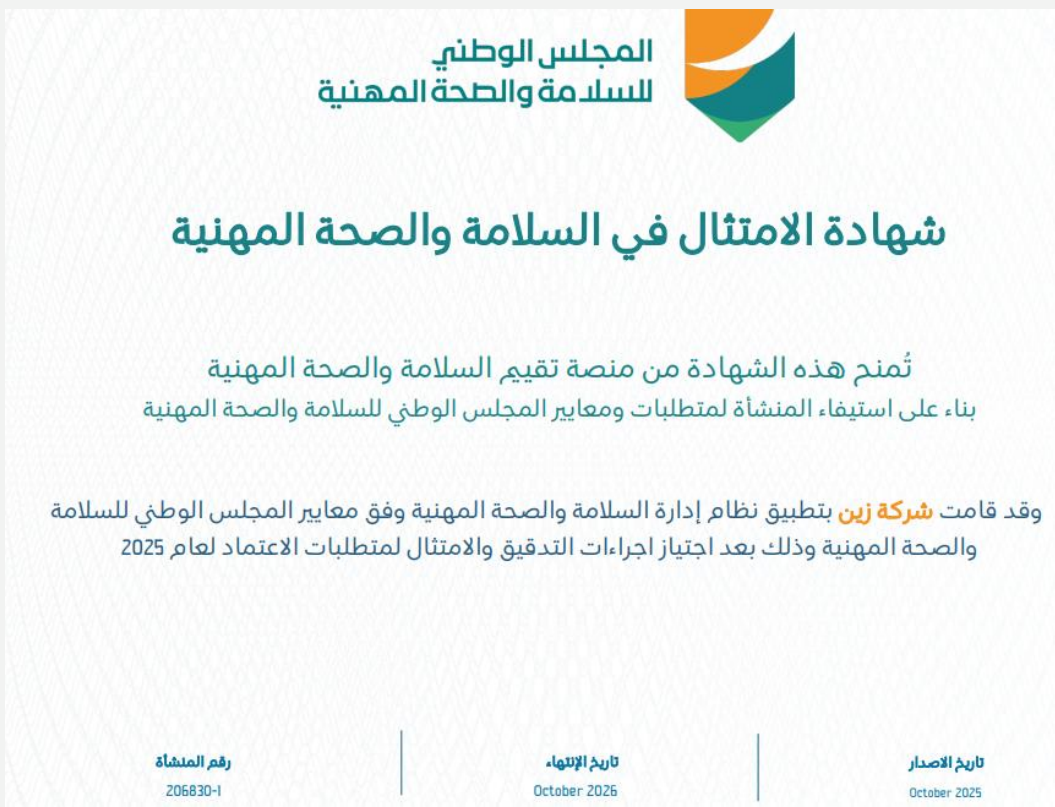 المجلس الوطني
للسلامة والصحة المهنية
شهادة الامتثال في السلامة والصحة المهنية
تُمنح هذه الشهادة من منصة تقييم السلامة والصحة المهنية
بناء على استيفاء المنشأة لمتطلبات ومعايير المجلس الوطني للسلامة والصحة المهنية
وقد قامت شركة زين بتطبيق نظام إدارة السلامة والصحة المهنية وفق معايير المجلس الوطني للسلامة
والصحة المهنية وذلك بعد اجتياز اجراءات التدقيق والامتثال لمتطلبات الاعتماد لعام 2025
تاريخ الاصدار
October 2025
تاريخ الإنتهاء
October 2026
رقم المنشأة
206830-1